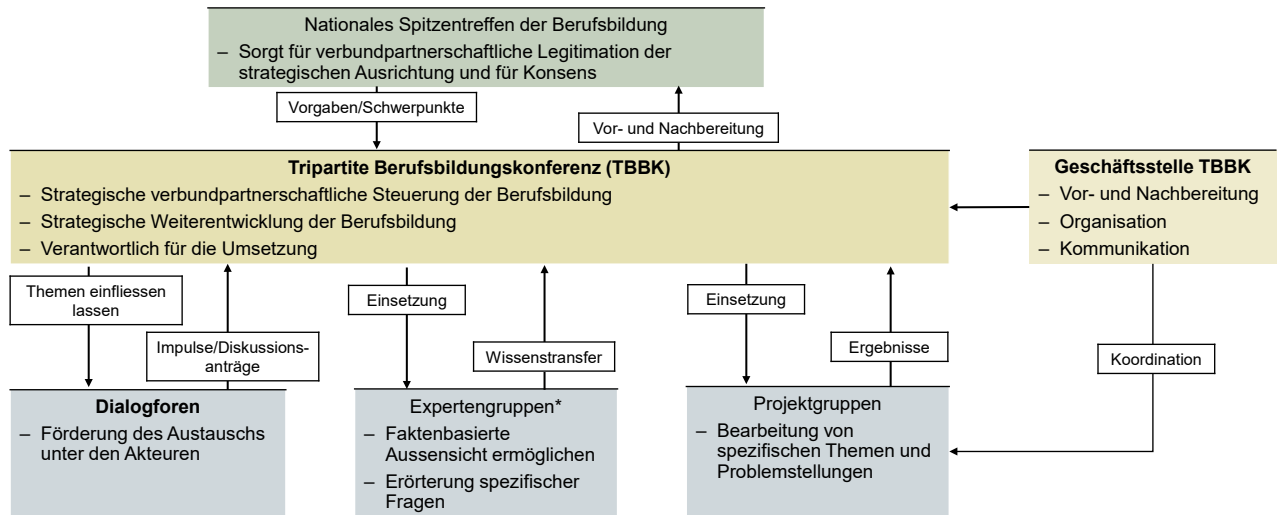 Nationales Spitzentreffen der Berufsbildung
– Sorgt für verbundpartnerschaftliche Legitimation der
strategischen Ausrichtung und für Konsens
Vorgaben/Schwerpunkte
Vor- und Nachbereitung
Tripartite Berufsbildungskonferenz (TBBK)
– Strategische verbundpartnerschaftliche Steuerung der Berufsbildung
– Strategische Weiterentwicklung der Berufsbildung
– Verantwortlich für die Umsetzung
Geschäftsstelle TBBK
– Vor- und Nachbereitung
– Organisation
– Kommunikation
Themen einfliessen
lassen
Impulse/Diskussions-
anträge
Einsetzung
Wissenstransfer
Einsetzung
Ergebnisse
Koordination
Dialogforen
– Förderung des Austauschs
unter den Akteuren
Expertengruppen*
– Faktenbasierte
Aussensicht ermöglichen
– Erörterung spezifischer
Fragen
Projektgruppen
– Bearbeitung von
spezifischen Themen und
Problemstellungen